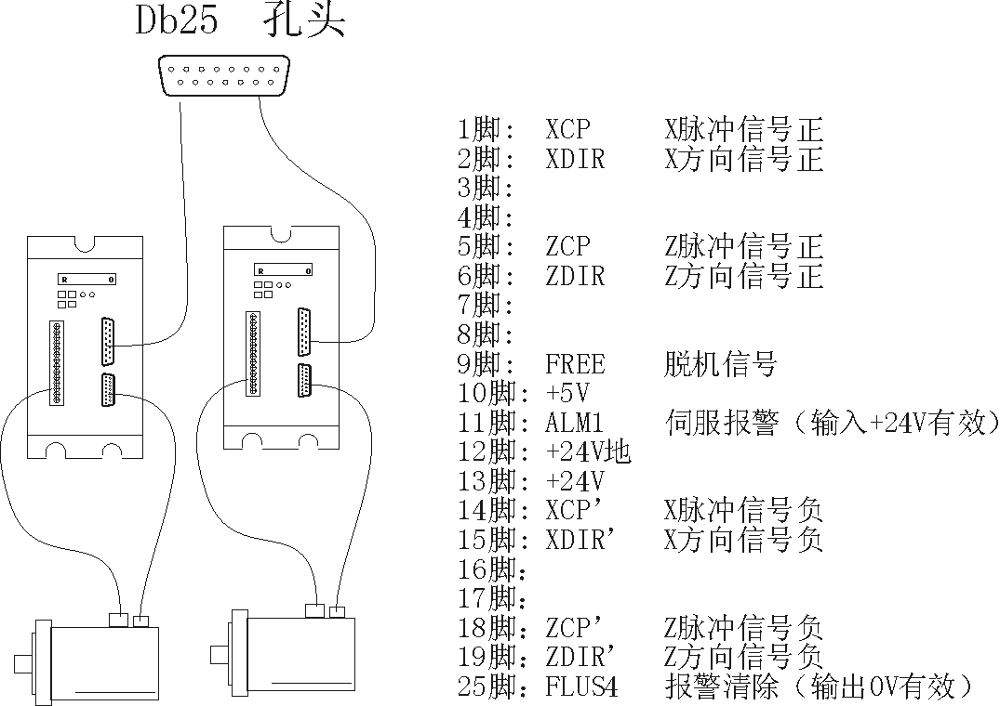 Db25 孔头
1脚: XCP X脉冲信号正
2脚: XDIR X方向信号正
3脚:
4脚:
5脚: ZCP Z脉冲信号正
6脚: ZDIR Z方向信号正
7脚:
8脚:
9脚: FREE 脱机信号
10脚: +5V
11脚: ALM1 伺服报警（输入+24V有效）
12脚: +24V地
13脚: +24V
14脚: XCP' X脉冲信号负
15脚: XDIR' X方向信号负
16脚:
17脚:
18脚: ZCP' Z脉冲信号负
19脚: ZDIR' Z方向信号负
25脚: FLUS4 报警清除（输出0V有效）
R 0
R 0